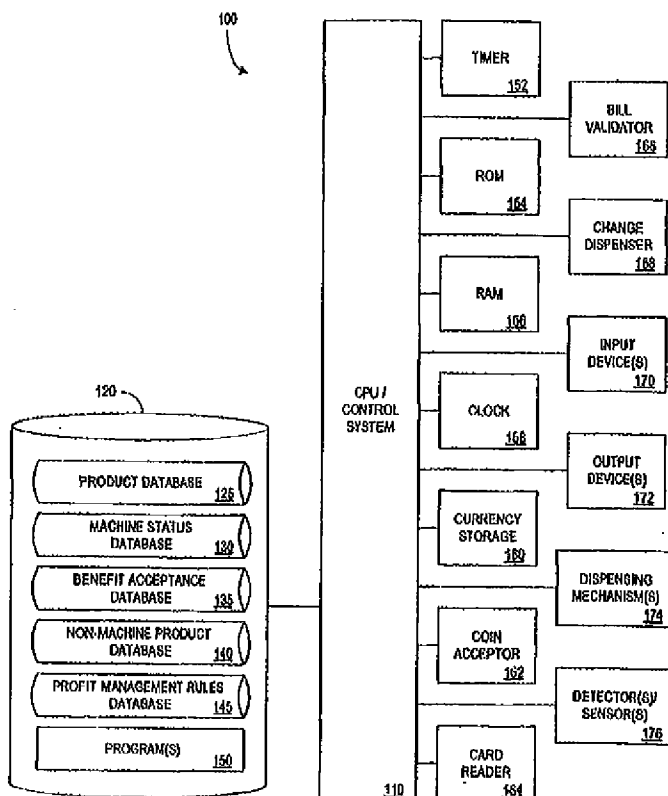 100
TIMER
152
BILL
VALIDATOR
166
ROM
154
CHANGE
DISPENSER
168
RAM
156
INPUT
DEVICE(S)
170
CPU /
CONTROL
SYSTEM
110
CLOCK
158
OUTPUT
DEVICE(S)
172
CURRENCY
STORAGE
160
DISPENSING
MECHANISM(S)
174
COIN
ACCEPTOR
162
DETECTOR(S)/
SENSOR(S)
176
CARD
READER
164
120
PRODUCT DATABASE
125
MACHINE STATUS
DATABASE 130
BENEFIT ACCEPTANCE
DATABASE 135
NON-MACHINE PRODUCT
DATABASE 140
PROFIT MANAGEMENT RULES
DATABASE 145
PROGRAM(S)
150